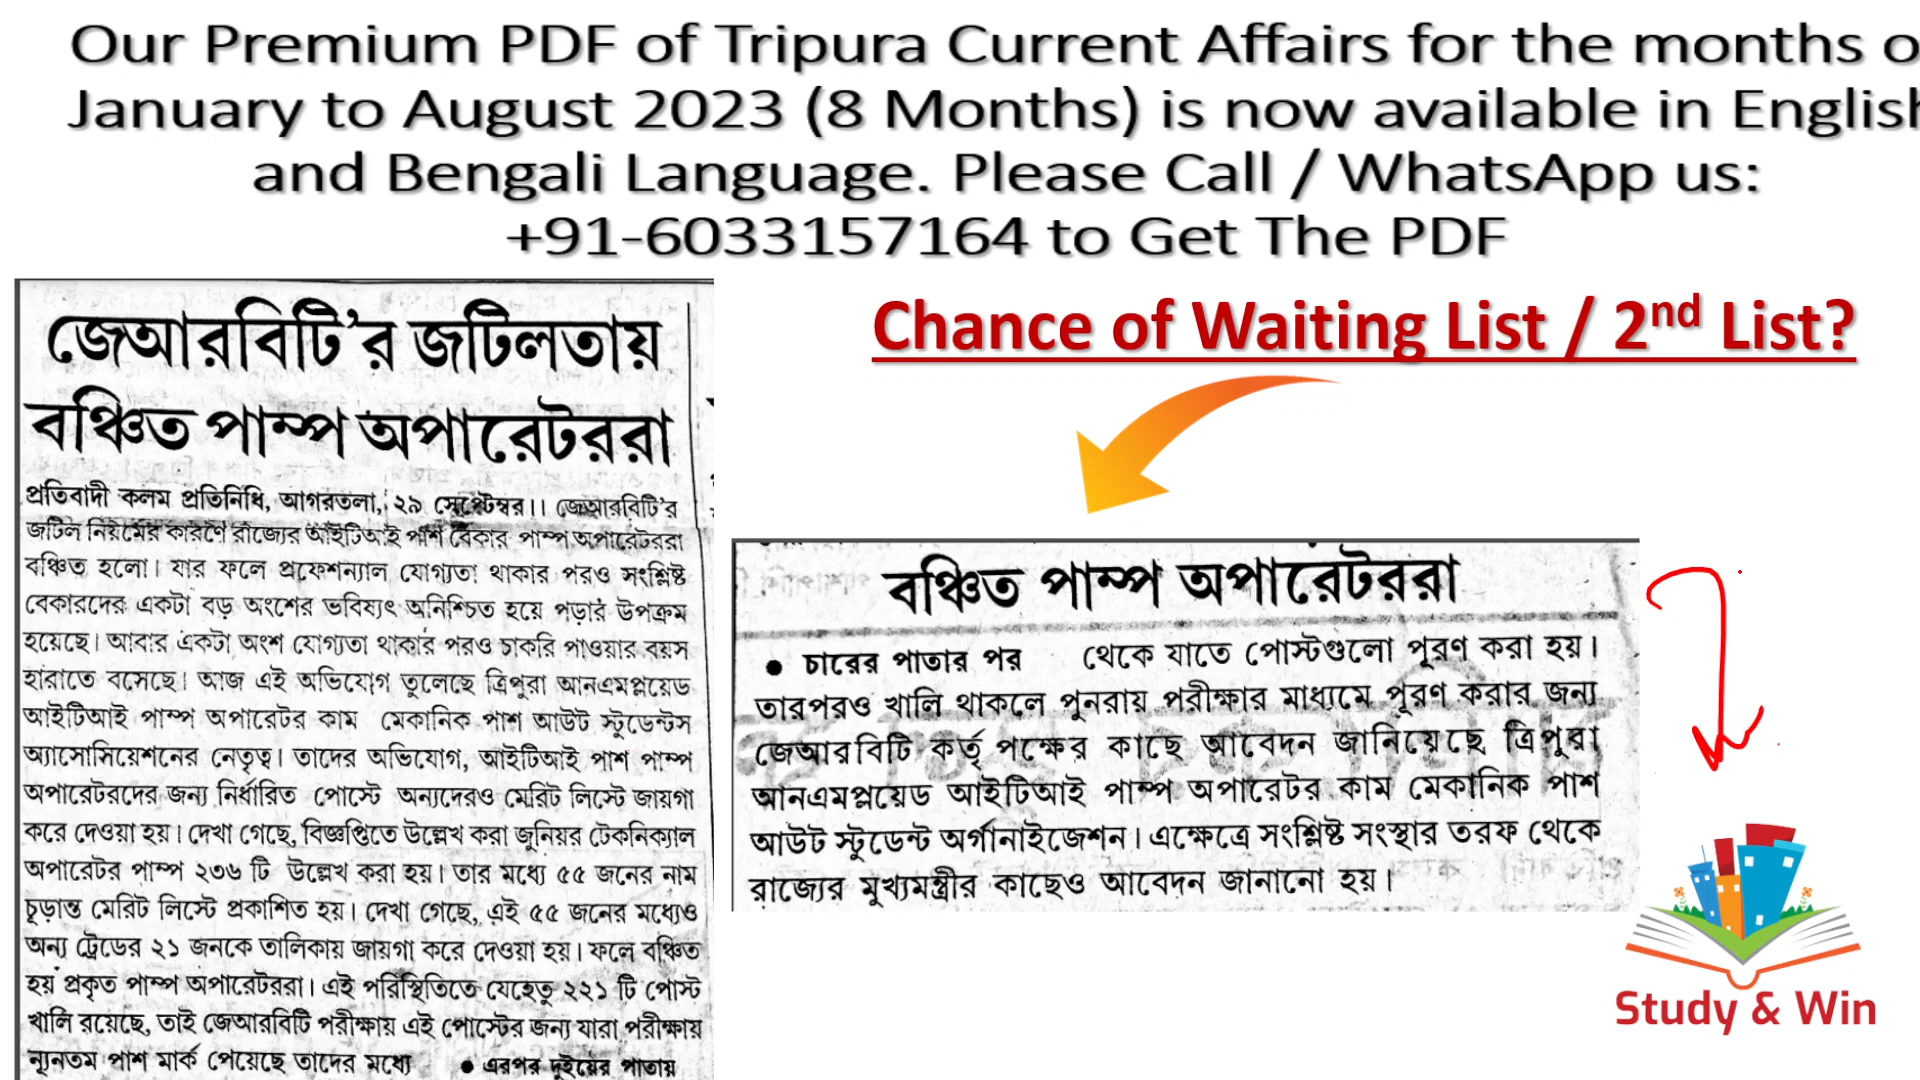 Our Premium PDF of Tripura Current Affairs for the months o
January to August 2023 (8 Months) is now available in English
and Bengali Language. Please Call / WhatsApp us:
+91-6033157164 to Get The PDF
জেআরবিটি'র জটিলতায়
বঞ্চিত পাম্প অপারেটররা
প্রতিবাদী কলম প্রতিনিধি, আগরতলা, ২৯ সেপ্টেম্বর।। জেআরবিটি'র
জটিল নিয়মের কারণে রাজ্যের আইটিআই পাশ বেকার পাম্প অপারেটররা
বঞ্চিত হলো। যার ফলে প্রফেশন্যাল যোগ্যতা থাকার পরও সংশ্লিষ্ট
বেকারদের একটা বড় অংশের ভবিষ্যৎ অনিশ্চিত হয়ে পড়ার উপক্রম
হয়েছে। আবার একটা অংশ যোগ্যতা থাকার পরও চাকরি পাওয়ার বয়স
হারাতে বসেছে। আজ এই অভিযোগ তুলেছে ত্রিপুরা আনএমপ্লয়েড
আইটিআই পাম্প অপারেটর কাম মেকানিক পাশ আউট স্টুডেন্টস
অ্যাসোসিয়েশনের নেতৃত্ব। তাদের অভিযোগ, আইটিআই পাশ পাম্প
অপারেটরদের জন্য নির্ধারিত পোস্টে অন্যদেরও মেরিট লিস্টে জায়গা
করে দেওয়া হয়। দেখা গেছে, বিজ্ঞপ্তিতে উল্লেখ করা জুনিয়র টেকনিক্যাল
অপারেটর পাম্প ২৩৬ টি উল্লেখ করা হয়। তার মধ্যে ৫৫ জনের নাম
চূড়ান্ত মেরিট লিস্টে প্রকাশিত হয়। দেখা গেছে, এই ৫৫ জনের মধ্যেও
অন্য ট্রেডের ২১ জনকে তালিকায় জায়গা করে দেওয়া হয়। ফলে বঞ্চিত
হয় প্রকৃত পাম্প অপারেটররা। এই পরিস্থিতিতে যেহেতু ২২১ টি পোস্ট
খালি রয়েছে, তাই জেআরবিটি পরীক্ষায় এই পোস্টের জন্য যারা পরীক্ষায়
ন্যূনতম পাশ মার্ক পেয়েছে তাদের মধ্যে ● এরপর দুইয়ের পাতায়
Chance of Waiting List / 2nd List?
বঞ্চিত পাম্প অপারেটররা
● চারের পাতার পর থেকে যাতে পোস্টগুলো পূরণ করা হয়।
তারপরও খালি থাকলে পুনরায় পরীক্ষার মাধ্যমে পূরণ করার জন্য
জেআরবিটি কর্তৃ পক্ষের কাছে আবেদন জানিয়েছে ত্রিপুরা
আনএমপ্লয়েড আইটিআই পাম্প অপারেটর কাম মেকানিক পাশ
আউট স্টুডেন্ট অর্গানাইজেশন। এক্ষেত্রে সংশ্লিষ্ট সংস্থার তরফ থেকে
রাজ্যের মুখ্যমন্ত্রীর কাছেও আবেদন জানানো হয়।
Study & Win